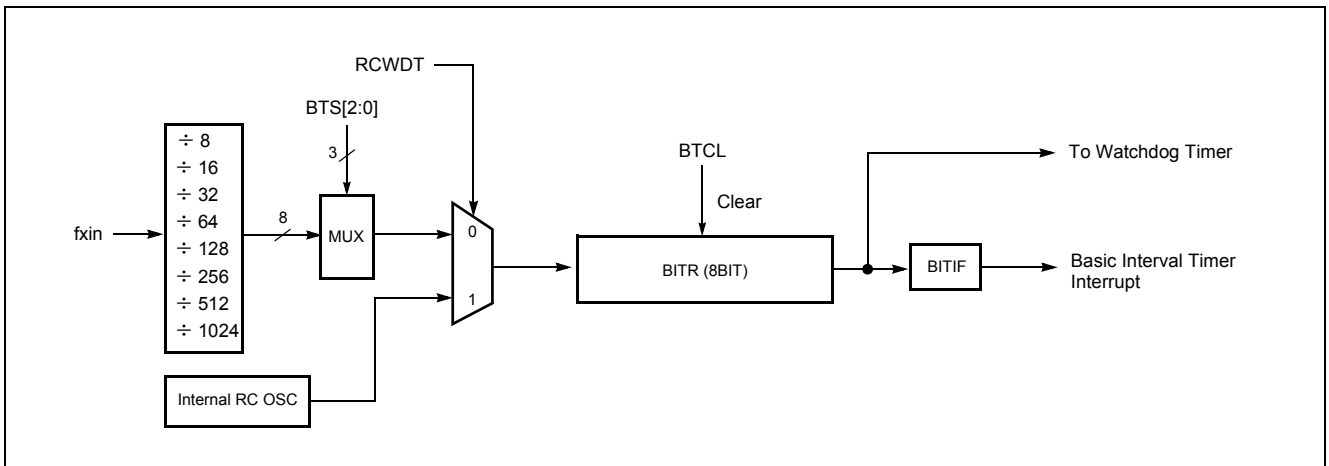 RCWDT
BTS[2:0]
3
÷ 8
÷ 16
÷ 32
÷ 64
÷ 128
÷ 256
÷ 512
÷ 1024
fxin
8
MUX
0
1
Internal RC OSC
BTCL
Clear
BITR (8BIT)
To Watchdog Timer
BITIF
Basic Interval Timer
Interrupt